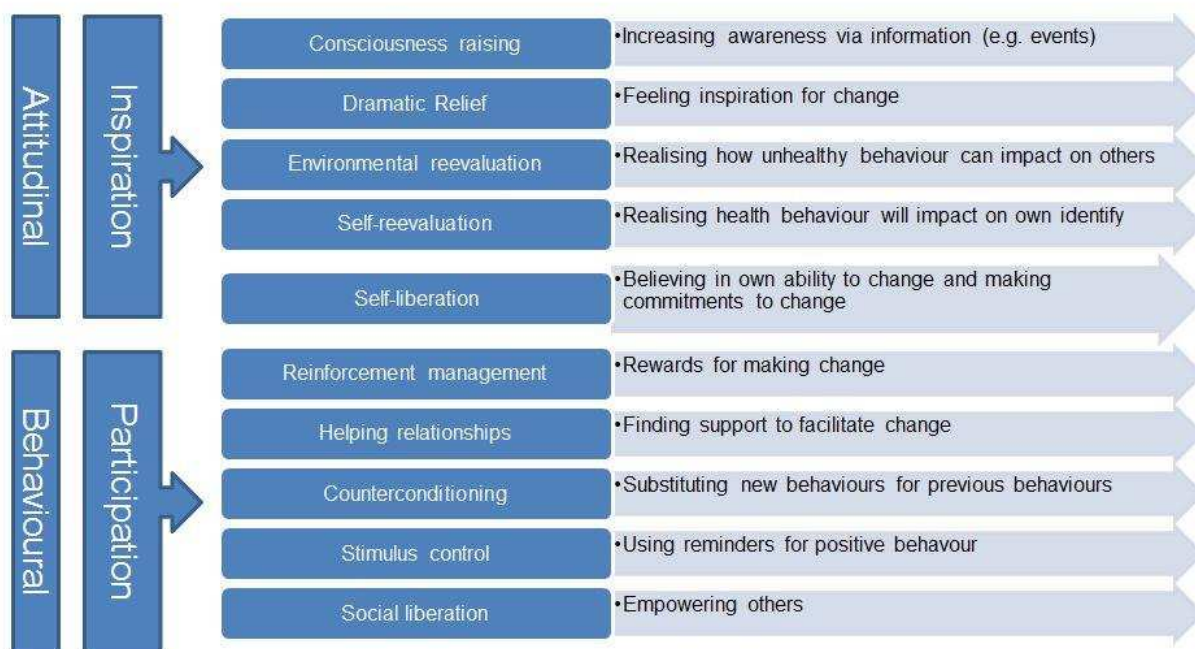 Attitudinal
Inspiration
Consciousness raising
•Increasing awareness via information (e.g. events)
Dramatic Relief
•Feeling inspiration for change
Environmental reevaluation
•Realising how unhealthy behaviour can impact on others
Self-reevaluation
•Realising health behaviour will impact on own identify
Self-liberation
•Believing in own ability to change and making
commitments to change
Behavioural
Participation
Reinforcement management
•Rewards for making change
Helping relationships
•Finding support to facilitate change
Counterconditioning
•Substituting new behaviours for previous behaviours
Stimulus control
•Using reminders for positive behavour
Social liberation
•Empowering others